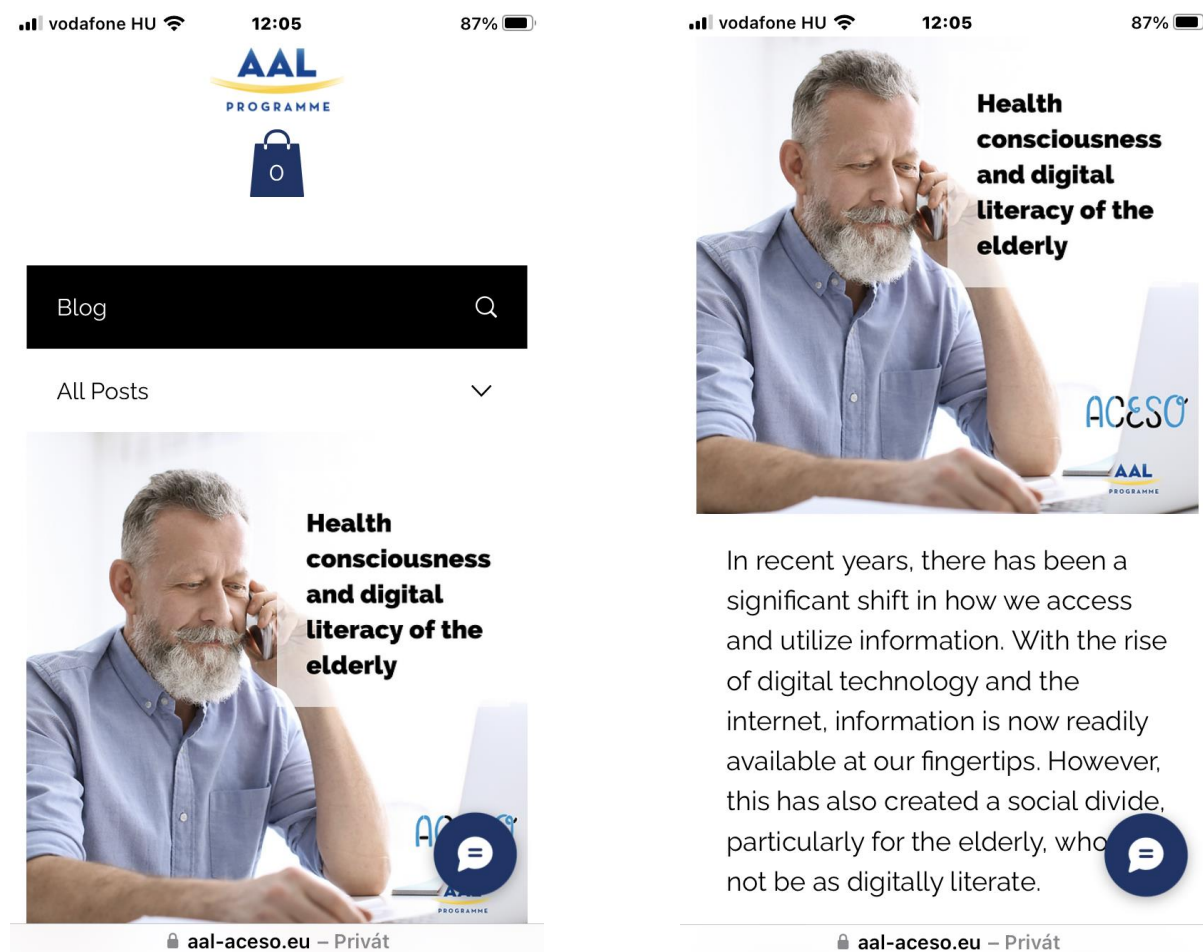 vodafone HU 12:05 87%
AAL
PROGRAMME
0
Blog
All Posts
Health
consciousness
and digital
literacy of the
elderly
PROGRAMME
aal-aceso.eu – Privát
vodafone HU 12:05 87%
Health
consciousness
and digital
literacy of the
elderly
ACESO
AAL
PROGRAMME
In recent years, there has been a
significant shift in how we access
and utilize information. With the rise
of digital technology and the
internet, information is now readily
available at our fingertips. However,
this has also created a social divide,
particularly for the elderly, who
not be as digitally literate.
aal-aceso.eu – Privát